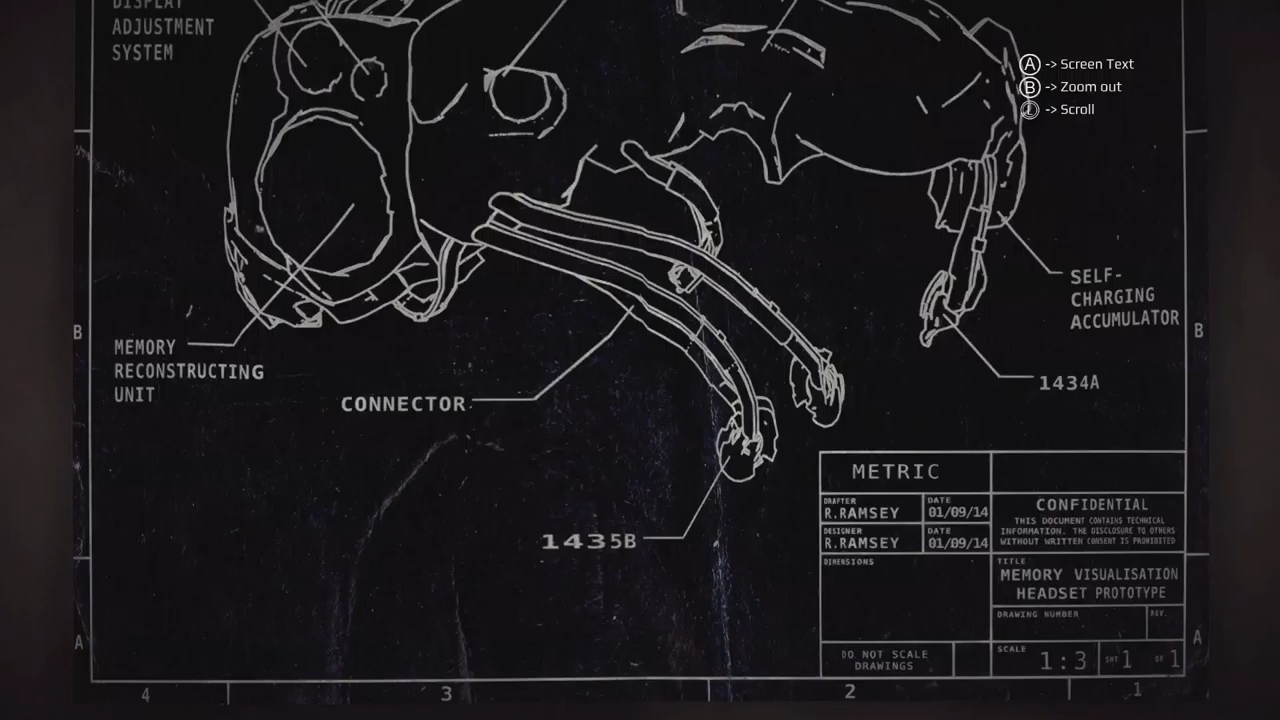 DISPLAY
ADJUSTMENT
SYSTEM
A -> Screen Text
B -> Zoom out
L -> Scroll
SELF-
CHARGING
ACCUMULATOR
B
B
MEMORY
RECONSTRUCTING
UNIT
1434A
CONNECTOR
METRIC
DRAFTER
R.RAMSEY
DATE
01/09/14
CONFIDENTIAL
THIS DOCUMENT CONTAINS TECHNICAL
INFORMATION. THE DISCLOSURE TO OTHERS
WITHOUT WRITTEN CONSENT IS PROHIBITED
DESIGNER
R.RAMSEY
DATE
01/09/14
1435B
DIMENSIONS
TITLE
MEMORY VISUALISATION
HEADSET PROTOTYPE
DRAWING NUMBER
REV.
A
A
DO NOT SCALE
DRAWINGS
SCALE
1:3
SHT 1 OF 1
4
3
2
1